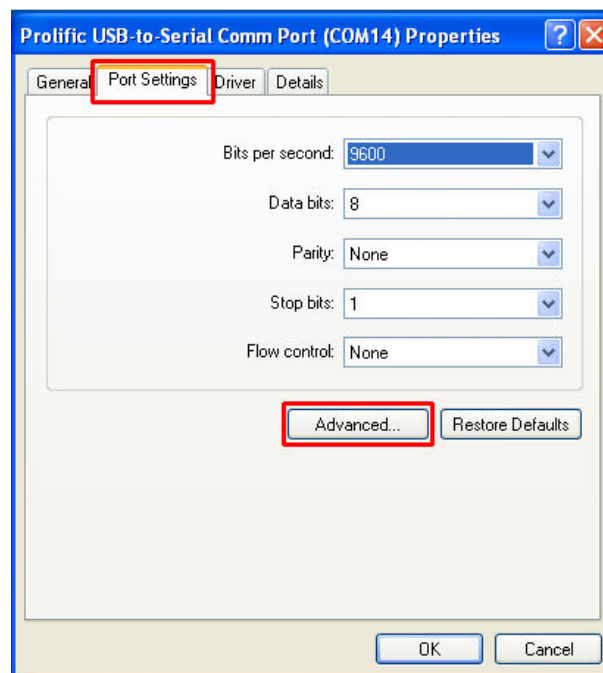 Prolific USB-to-Serial Comm Port (COM14) Properties
General Port Settings Driver Details
Bits per second: 9600
Data bits: 8
Parity: None
Stop bits: 1
Flow control: None
Advanced... Restore Defaults
OK Cancel